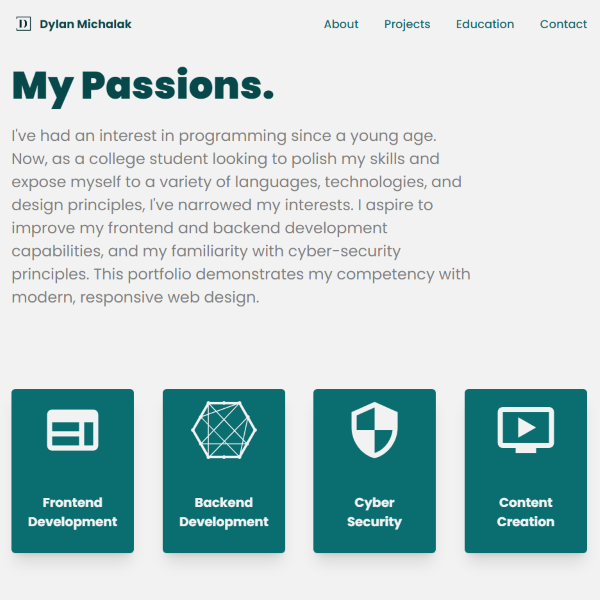 D Dylan Michalak
About Projects Education Contact
My Passions.
I've had an interest in programming since a young age.
Now, as a college student looking to polish my skills and
expose myself to a variety of languages, technologies, and
design principles, I've narrowed my interests. I aspire to
improve my frontend and backend development
capabilities, and my familiarity with cyber-security
principles. This portfolio demonstrates my competency with
modern, responsive web design.
Frontend
Development
Backend
Development
Cyber
Security
Content
Creation